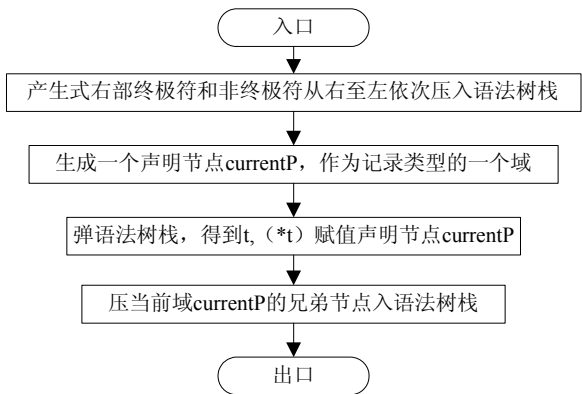 入口
产生式右部终极符和非终极符从右至左依次压入语法树栈
生成一个声明节点currentP，作为记录类型的一个域
弹语法树栈，得到t,（*t）赋值声明节点currentP
压当前域currentP的兄弟节点入语法树栈
出口